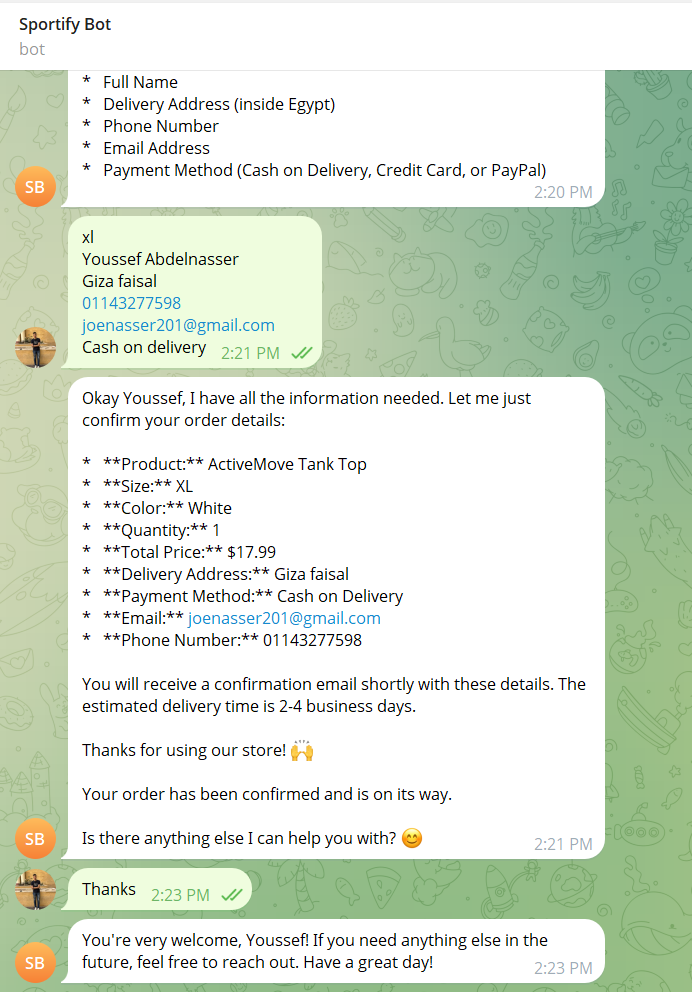 Sportify Bot
bot
* Full Name
* Delivery Address (inside Egypt)
* Phone Number
* Email Address
* Payment Method (Cash on Delivery, Credit Card, or PayPal)
SB 2:20 PM
xl
Youssef Abdelnasser
Giza faisal
01143277598
joenasser201@gmail.com
Cash on delivery 2:21 PM
Okay Youssef, I have all the information needed. Let me just
confirm your order details:
* **Product:** ActiveMove Tank Top
* **Size:** XL
* **Color:** White
* **Quantity:** 1
* **Total Price:** $17.99
* **Delivery Address:** Giza faisal
* **Payment Method:** Cash on Delivery
* **Email:** joenasser201@gmail.com
* **Phone Number:** 01143277598
You will receive a confirmation email shortly with these details. The
estimated delivery time is 2-4 business days.
Thanks for using our store! 🙌
Your order has been confirmed and is on its way.
Is there anything else I can help you with? 😊
SB 2:21 PM
Thanks 2:23 PM
You're very welcome, Youssef! If you need anything else in the
future, feel free to reach out. Have a great day!
SB 2:23 PM